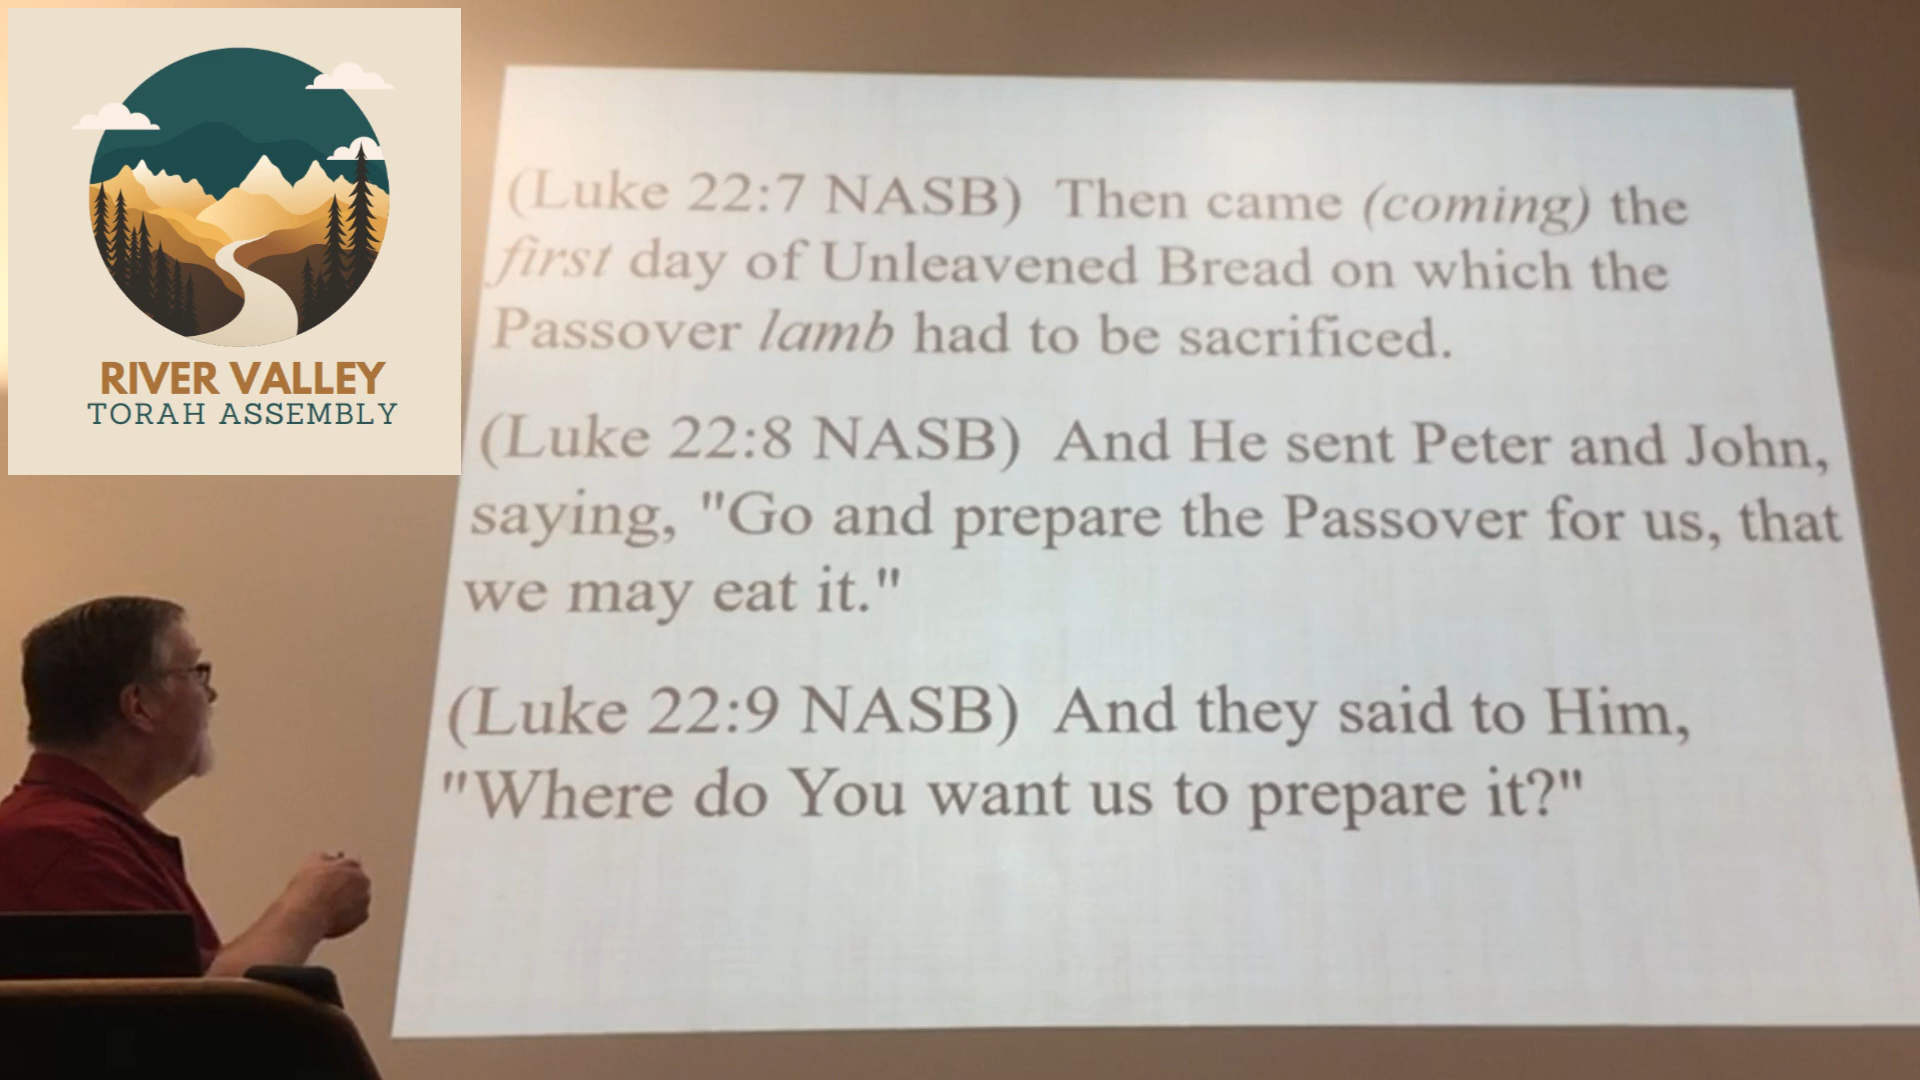 RIVER VALLEY
TORAH ASSEMBLY
(Luke 22:7 NASB) Then came (coming) the
first day of Unleavened Bread on which the
Passover lamb had to be sacrificed.
(Luke 22:8 NASB) And He sent Peter and John,
saying, "Go and prepare the Passover for us, that
we may eat it."
(Luke 22:9 NASB) And they said to Him,
"Where do You want us to prepare it?"